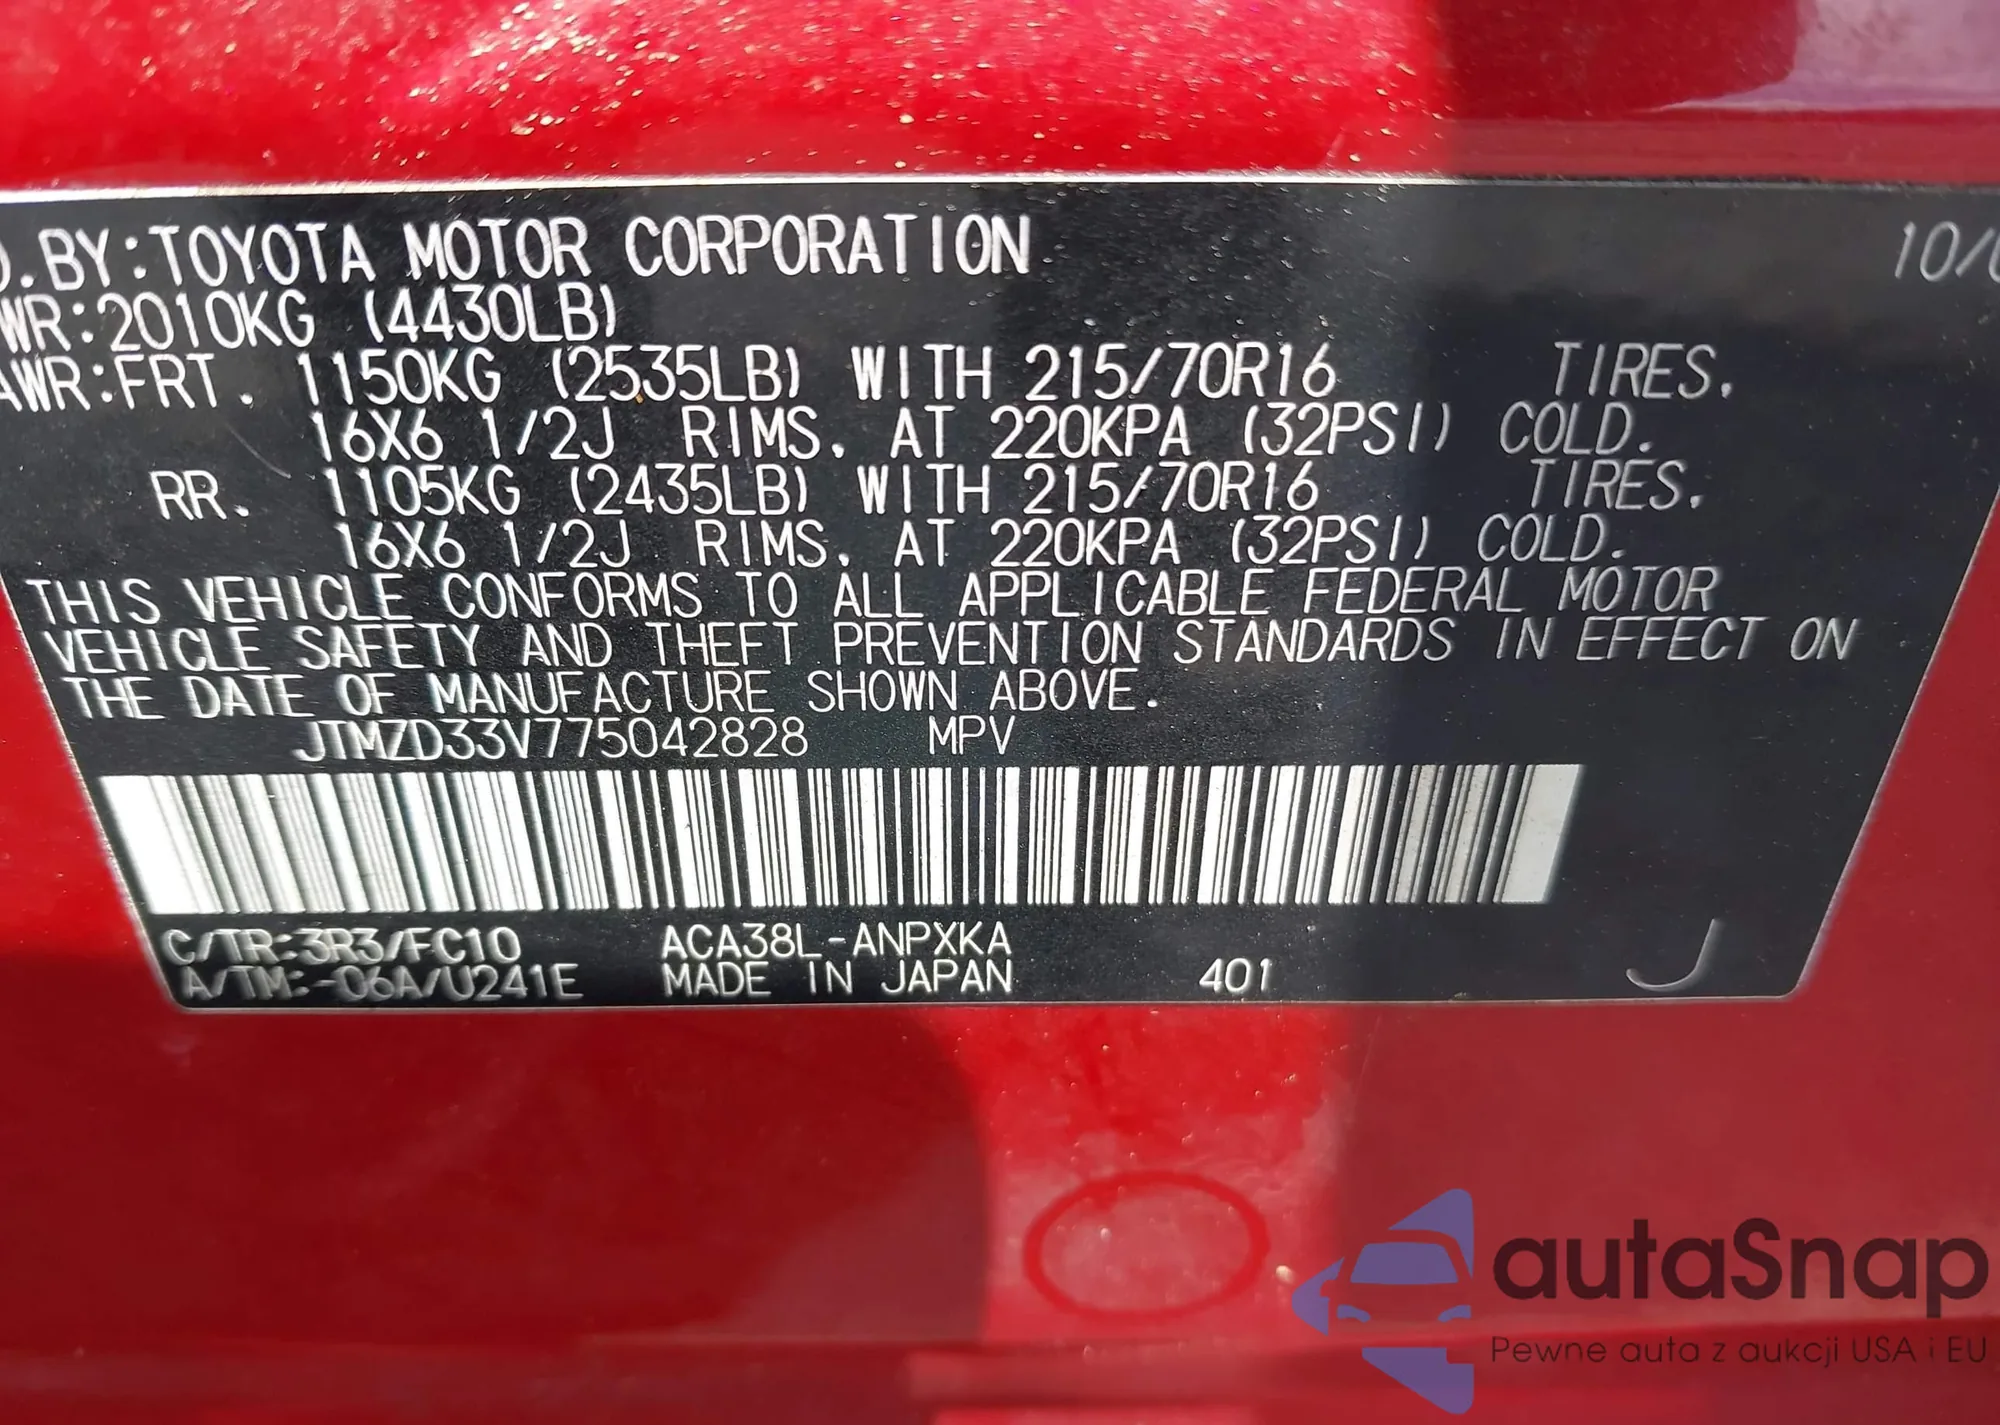 D.BY:TOYOTA MOTOR CORPORATION 10/0
WR:2010KG (4430LB)
AWR:FRT. 1150KG (2535LB) WITH 215/70R16 TIRES.
16X6 1/2J RIMS, AT 220KPA (32PSI) COLD.
RR. 1105KG (2435LB) WITH 215/70R16 TIRES,
16X6 1/2J RIMS, AT 220KPA (32PSI) COLD.
THIS VEHICLE CONFORMS TO ALL APPLICABLE FEDERAL MOTOR
VEHICLE SAFETY AND THEFT PREVENTION STANDARDS IN EFFECT ON
THE DATE OF MANUFACTURE SHOWN ABOVE.
JTMZD33V775042828 MPV
C/TR:3R3/FC10 ACA38L-ANPXKA
A/TM:-06A/U241E MADE IN JAPAN 401 J
autaSnap
Pewne auta z aukcji USA i EU